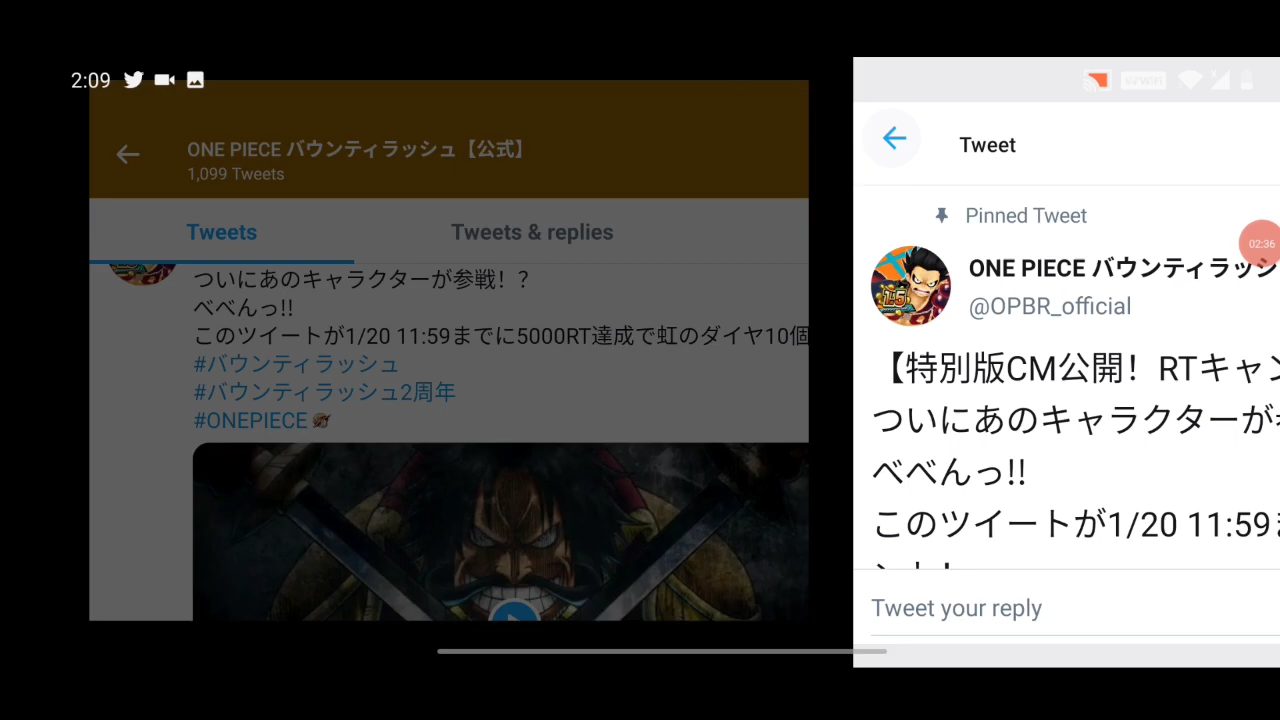 2:09
ONE PIECE バウンティラッシュ【公式】
1,099 Tweets
Tweets
Tweets & replies
ついにあのキャラクターが参戦！？
べべんっ!!
このツイートが1/20 11:59までに5000RT達成で虹のダイヤ10個
#バウンティラッシュ
#バウンティラッシュ2周年
#ONEPIECE
Tweet
Pinned Tweet
02:36
ONE PIECE バウンティラッシ
@OPBR_official
【特別版CM公開！RTキャン
ついにあのキャラクターが
べべんっ!!
このツイートが1/20 11:59
Tweet your reply